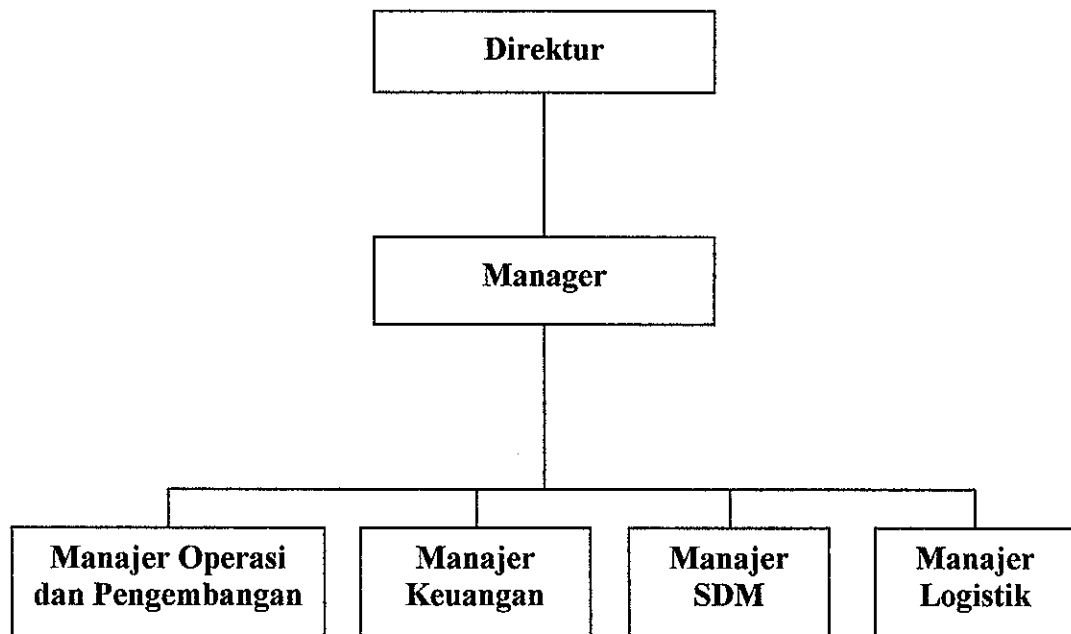 Direktur
Manager
Manajer Operasi
dan Pengembangan
Manajer
Keuangan
Manajer
SDM
Manajer
Logistik